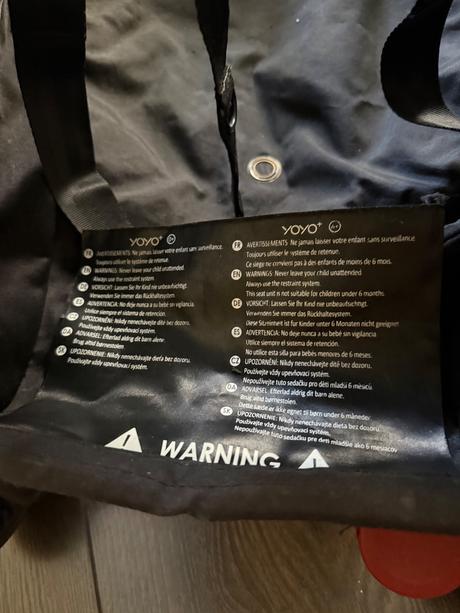 YOYO+ 0+
FR AVERTISSEMENTS: Ne jamais laisser votre enfant sans surveillance.
Toujours utiliser le système de retenue.
EN WARNINGS: Never leave your child unattended.
Always use the restraint system.
DE VORSICHT: Lassen Sie Ihr Kind nie unbeaufsichtigt.
Verwenden Sie immer das Rückhaltesystem.
ES ADVERTENCIA: No deje nunca a su bebé sin vigilancia
Utilice siempre el sistema de retención.
CZ UPOZORNĚNÍ: Nikdy nenechávejte dítě bez dozoru.
Používejte vždy upevňovací systém.
DA ADVARSEL: Efterlad aldrig dit barn alene.
Brug altid børnestolen.
SK UPOZORNENIE: Nikdy nenechávajte dieťa bez dozoru.
Používajte vždy upevňovací systém.
YOYO+ 6+
FR AVERTISSEMENTS: Ne jamais laisser votre enfant sans surveillance
Toujours utiliser le système de retenue.
Ce siège ne convient pas à des enfants de moins de 6 mois.
EN WARNINGS: Never leave your child unattended
Always use the restraint system.
This seat unit is not suitable for children under 6 months.
DE VORSICHT: Lassen Sie Ihr Kind nie unbeaufsichtigt.
Verwenden Sie immer das Rückhaltesystem.
Diese Sitzeinheit ist für Kinder unter 6 Monaten nicht geeignet
ES ADVERTENCIA: No deje nunca a su bebé sin vigilancia
Utilice siempre el sistema de retención.
No utilice esta silla para bebés menores de 6 meses.
CZ UPOZORNĚNÍ: Nikdy nenechávejte dítě bez dozoru.
Používejte vždy upevňovací systém.
Nepoužívejte tuto sedačku pro děti mladší 6 měsíců.
DA ADVARSEL: Efterlad aldrig dit barn alene.
Brug altid børnestolen.
Dette sæde er ikke egnet til børn under 6 måneder
SK UPOZORNENIE: Nikdy nenechávajte dieťa bez dozoru.
Používajte vždy upevňovací systém.
Nepoužívajte tuto sedačku pre deti mladšie ako 6 mesiacov
WARNING